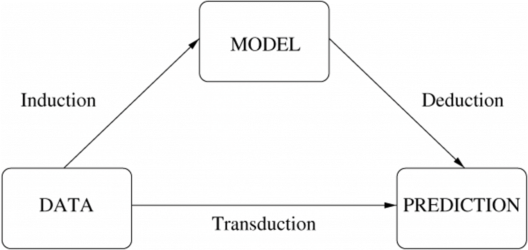 MODEL
Induction
Deduction
DATA
PREDICTION
Transduction